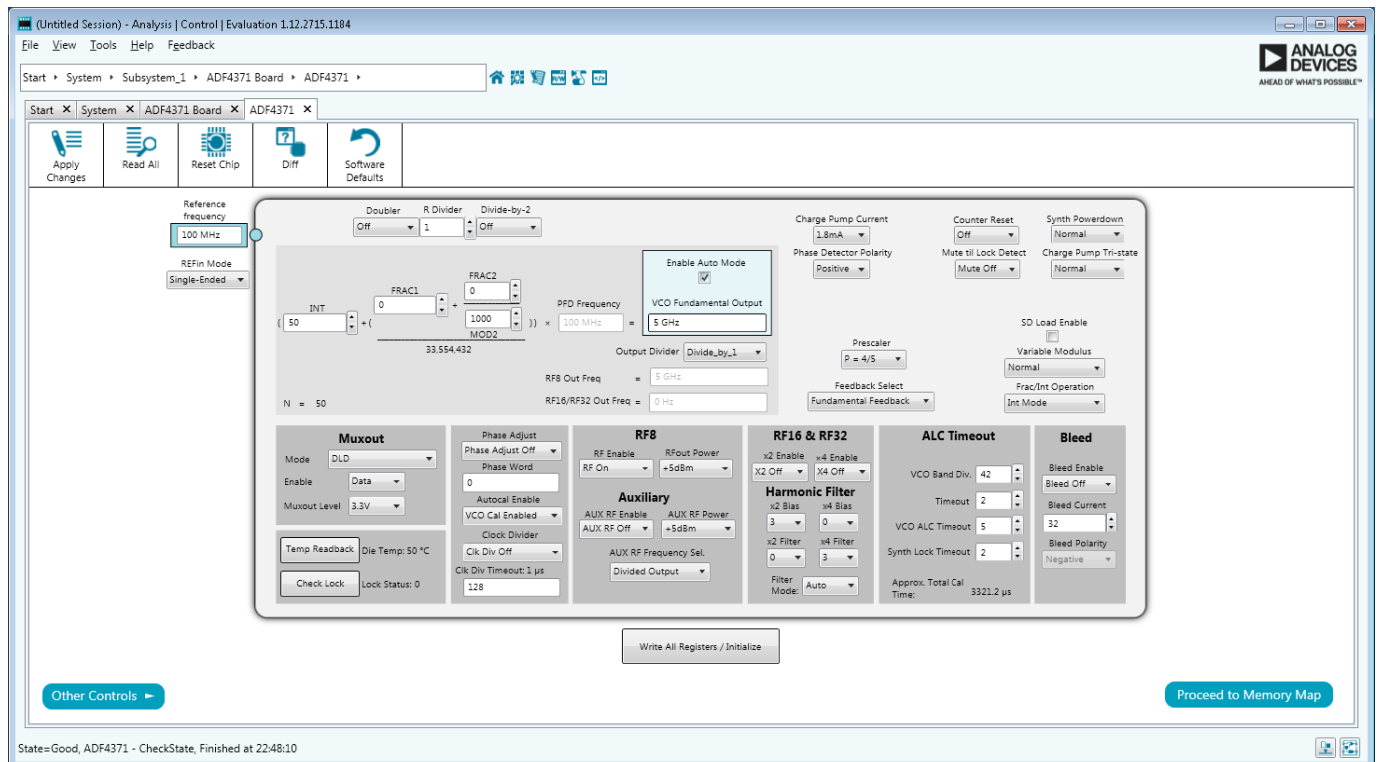 (Untitled Session) - Analysis | Control | Evaluation 1.12.2715.1184
File View Tools Help Feedback
ANALOG
DEVICES
AHEAD OF WHAT'S POSSIBLE™
Start System Subsystem_1 ADF4371 Board ADF4371
Start System ADF4371 Board ADF4371
Apply
Changes
Read All
Reset Chip
Diff
Software
Defaults
Reference
frequency
100 MHz
REFin Mode
Single-Ended
Doubler R Divider Divide-by-2
Off 1 Off
Charge Pump Current
1.8mA
Counter Reset
Off
Synth Powerdown
Normal
Phase Detector Polarity
Positive
Mute til Lock Detect
Mute Off
Charge Pump Tri-state
Normal
Enable Auto Mode
VCO Fundamental Output
5 GHz
FRAC2
0
FRAC1
0 +
INT
( 50 + (
1000
MOD2
)) × 
PFD Frequency
100 MHz =
33,554,432
Output Divider Divide_by_1
RF8 Out Freq = 5 GHz
RF16/RF32 Out Freq = 0 Hz
N = 50
Prescaler
P = 4/5
Feedback Select
Fundamental Feedback
SD Load Enable
Variable Modulus
Normal
Frac/Int Operation
Int Mode
Muxout
Mode DLD
Enable Data
Muxout Level 3.3V
Temp Readback Die Temp: 50 °C
Check Lock Lock Status: 0
Phase Adjust
Phase Adjust Off
Phase Word
0
Autocal Enable
VCO Cal Enabled
Clock Divider
Clk Div Off
Clk Div Timeout: 1 µs
128
RF8
RF Enable RFout Power
RF On +5dBm
Auxiliary
AUX RF Enable AUX RF Power
AUX RF Off +5dBm
AUX RF Frequency Sel.
Divided Output
RF16 & RF32
x2 Enable x4 Enable
X2 Off X4 Off
Harmonic Filter
x2 Bias x4 Bias
3 0
x2 Filter x4 Filter
0 3
Filter
Mode: Auto
ALC Timeout
VCO Band Div. 42
Timeout 2
VCO ALC Timeout 5
Synth Lock Timeout 2
Approx. Total Cal
Time: 3321.2 µs
Bleed
Bleed Enable
Bleed Off
Bleed Current
32
Bleed Polarity
Negative
Write All Registers / Initialize
Other Controls
Proceed to Memory Map
State=Good, ADF4371 - CheckState, Finished at 22:48:10